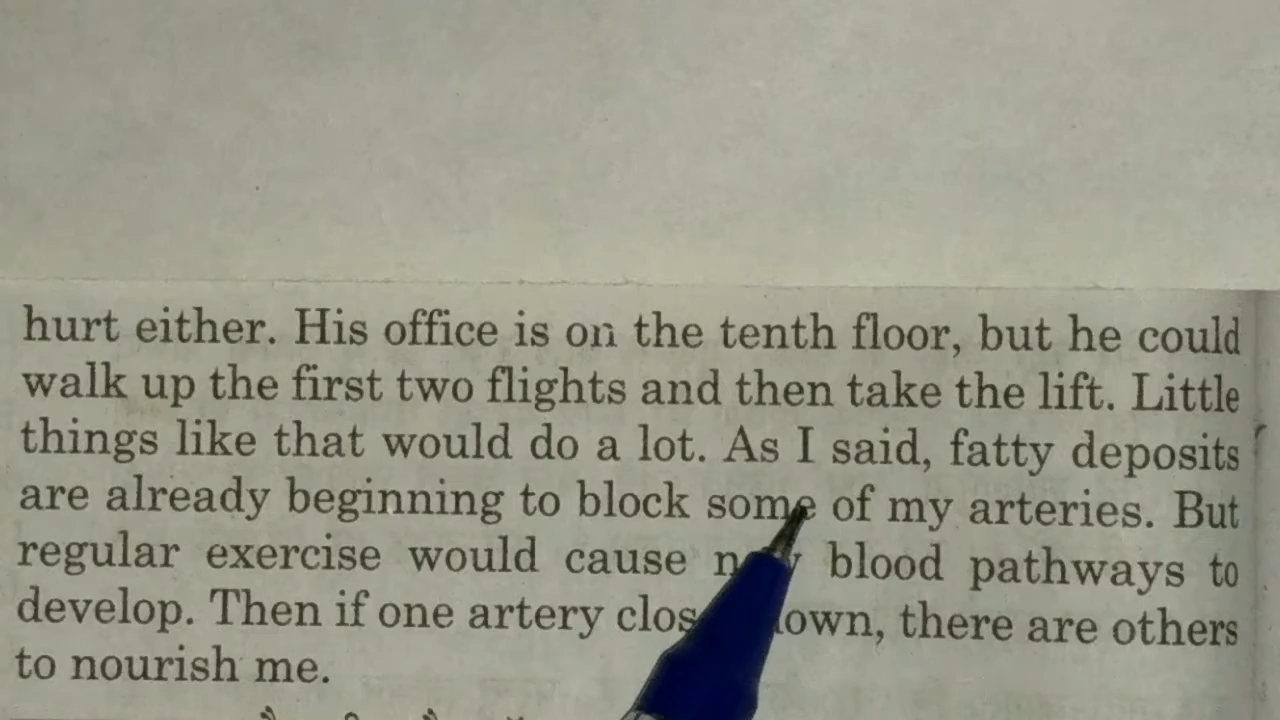 hurt either. His office is on the tenth floor, but he could
walk up the first two flights and then take the lift. Little
things like that would do a lot. As I said, fatty deposits
are already beginning to block some of my arteries. But
regular exercise would cause blood pathways to
develop. Then if one artery there are others
to nourish me.